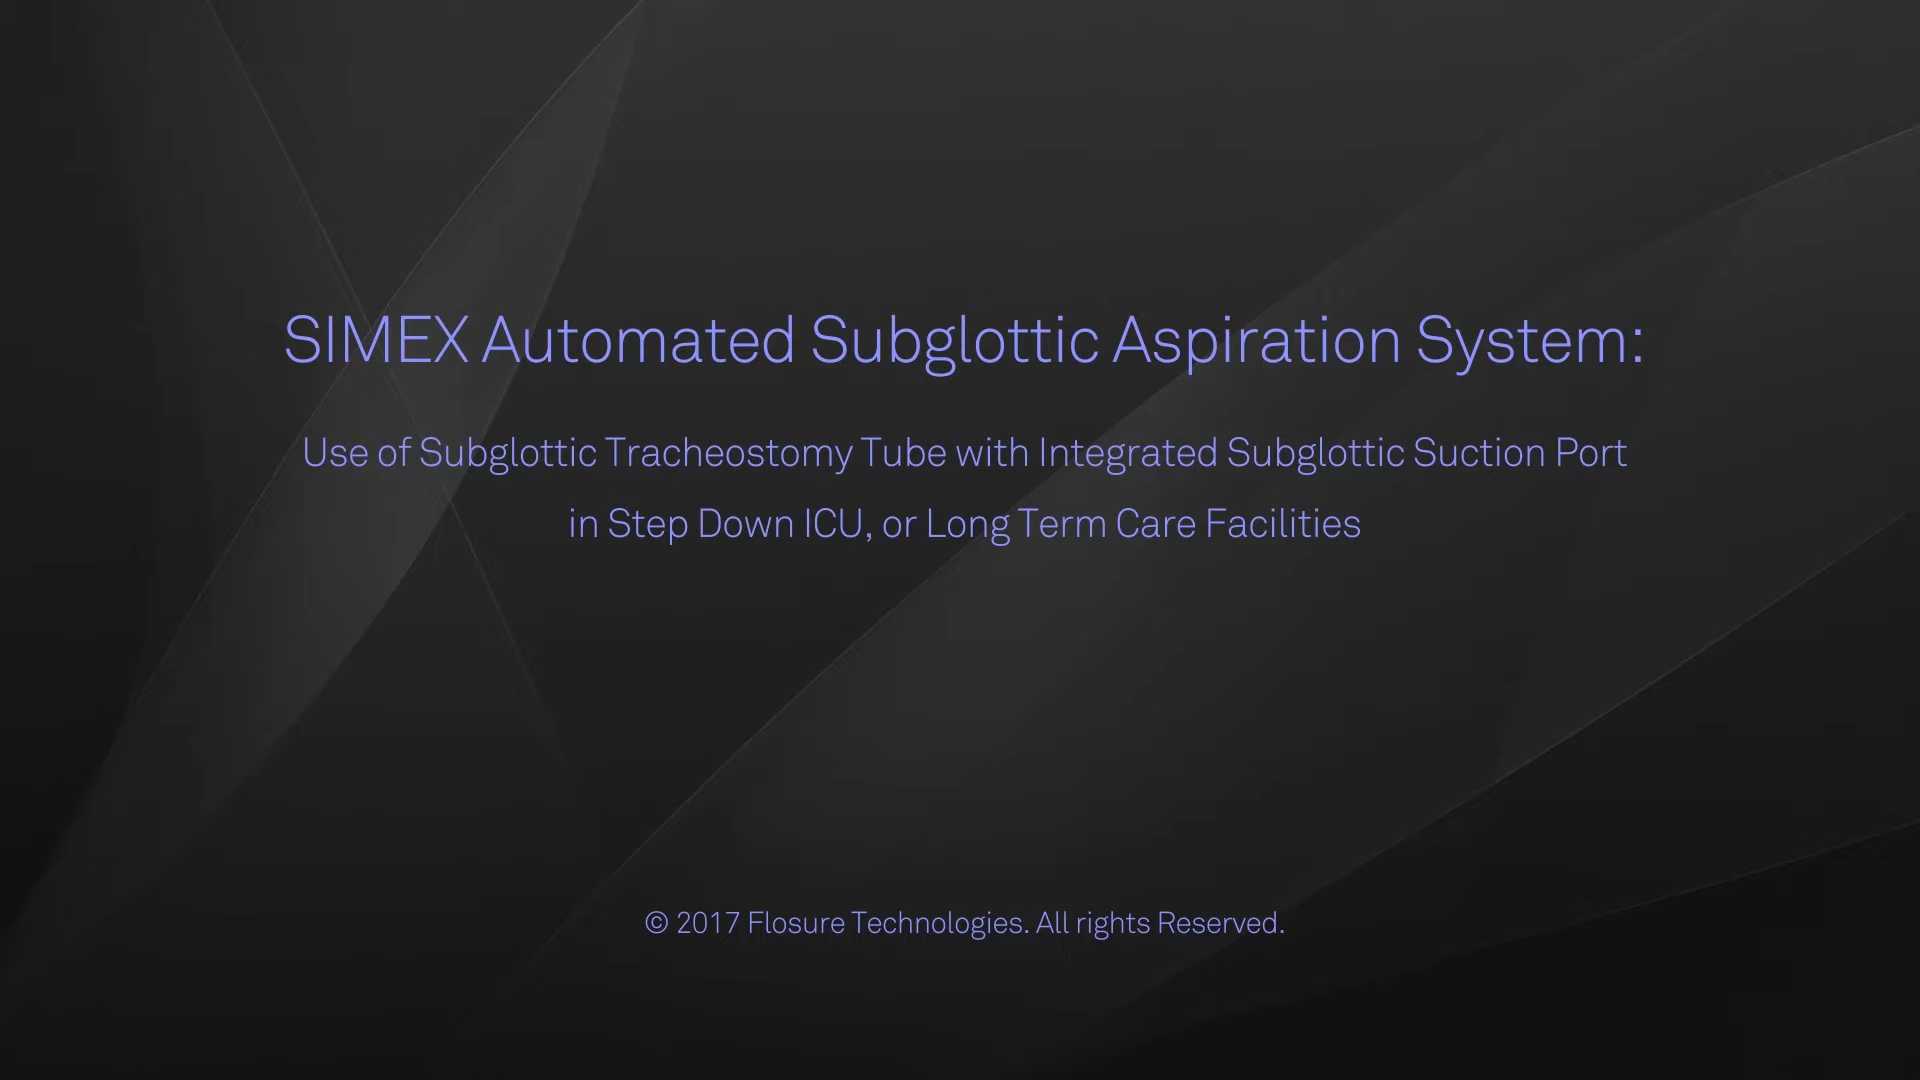 SIMEX Automated Subglottic Aspiration System:
Use of Subglottic Tracheostomy Tube with Integrated Subglottic Suction Port
in Step Down ICU, or Long Term Care Facilities
© 2017 Flosure Technologies. All rights Reserved.